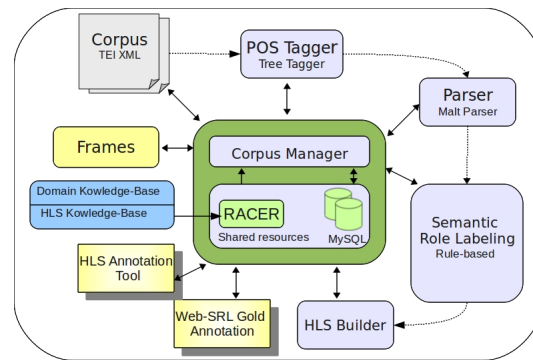 Corpus
TEI XML
POS Tagger
Tree Tagger
Parser
Malt Parser
Frames
Corpus Manager
Domain Kowledge-Base
HLS Kowledge-Base
RACER
Shared resources
MySQL
Semantic
Role Labeling
Rule-based
HLS Annotation
Tool
Web-SRL Gold
Annotation
HLS Builder